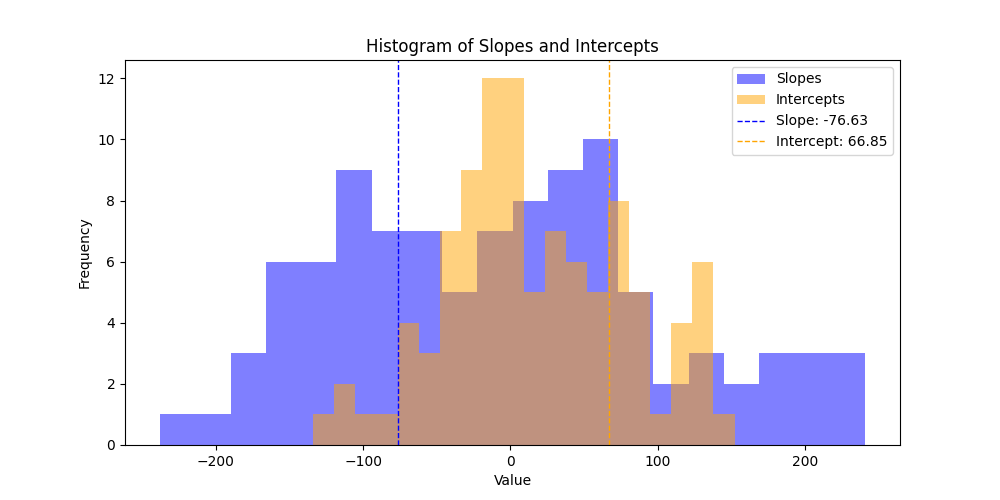 Histogram of Slopes and Intercepts
Slopes
Intercepts
Slope: -76.63
Intercept: 66.85
12
10
8
6
4
2
0
Frequency
−200
−100
0
100
200
Value